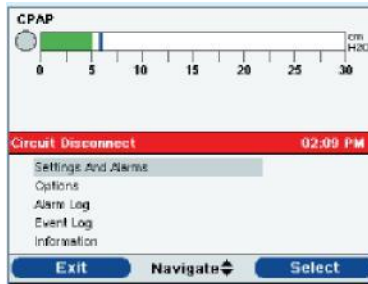 CPAP
cm
H2O
0 5 10 15 20 25 30
Circuit Disconnect 02:09 PM
Settings And Alarms
Options
Alarm Log
Event Log
Information
Exit Navigate Select